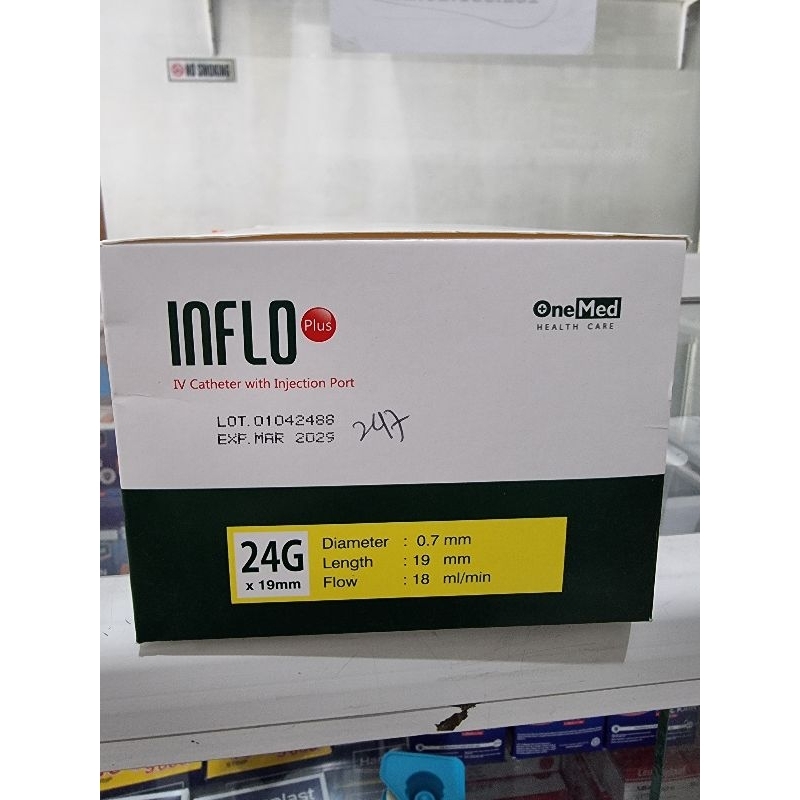 NO SMOKING
INFLO Plus
OneMed
HEALTH CARE
IV Catheter with Injection Port
LOT. 01042488
EXP. MAR 2029
247
24G
x 19mm
Diameter : 0.7 mm
Length : 19 mm
Flow : 18 ml/min